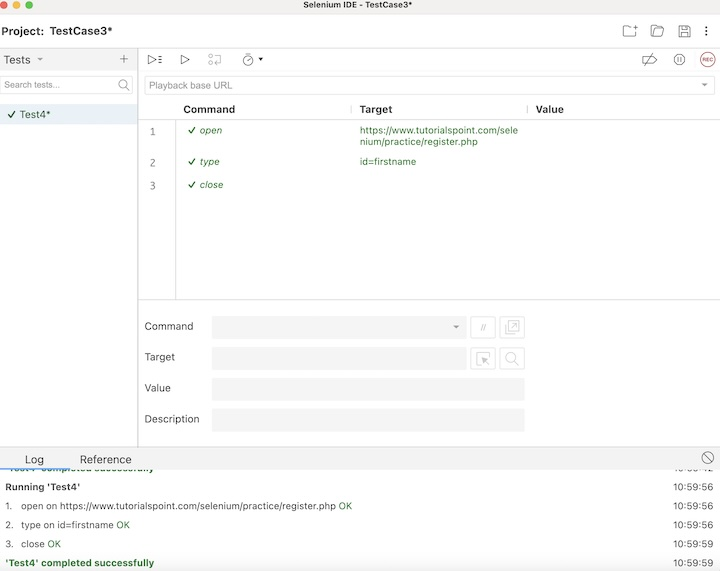 Selenium IDE - TestCase3*
Project: TestCase3*
Tests
Search tests...
✓ Test4*
REC
Playback base URL
Command Target Value
1 ✓ open https://www.tutorialspoint.com/sele
nium/practice/register.php
2 ✓ type id=firstname
3 ✓ close
Command
//
Target
Value
Description
Log Reference
'Test4' completed successfully
Running 'Test4' 10:59:56
1. open on https://www.tutorialspoint.com/selenium/practice/register.php OK 10:59:56
2. type on id=firstname OK 10:59:56
3. close OK 10:59:59
'Test4' completed successfully 10:59:59